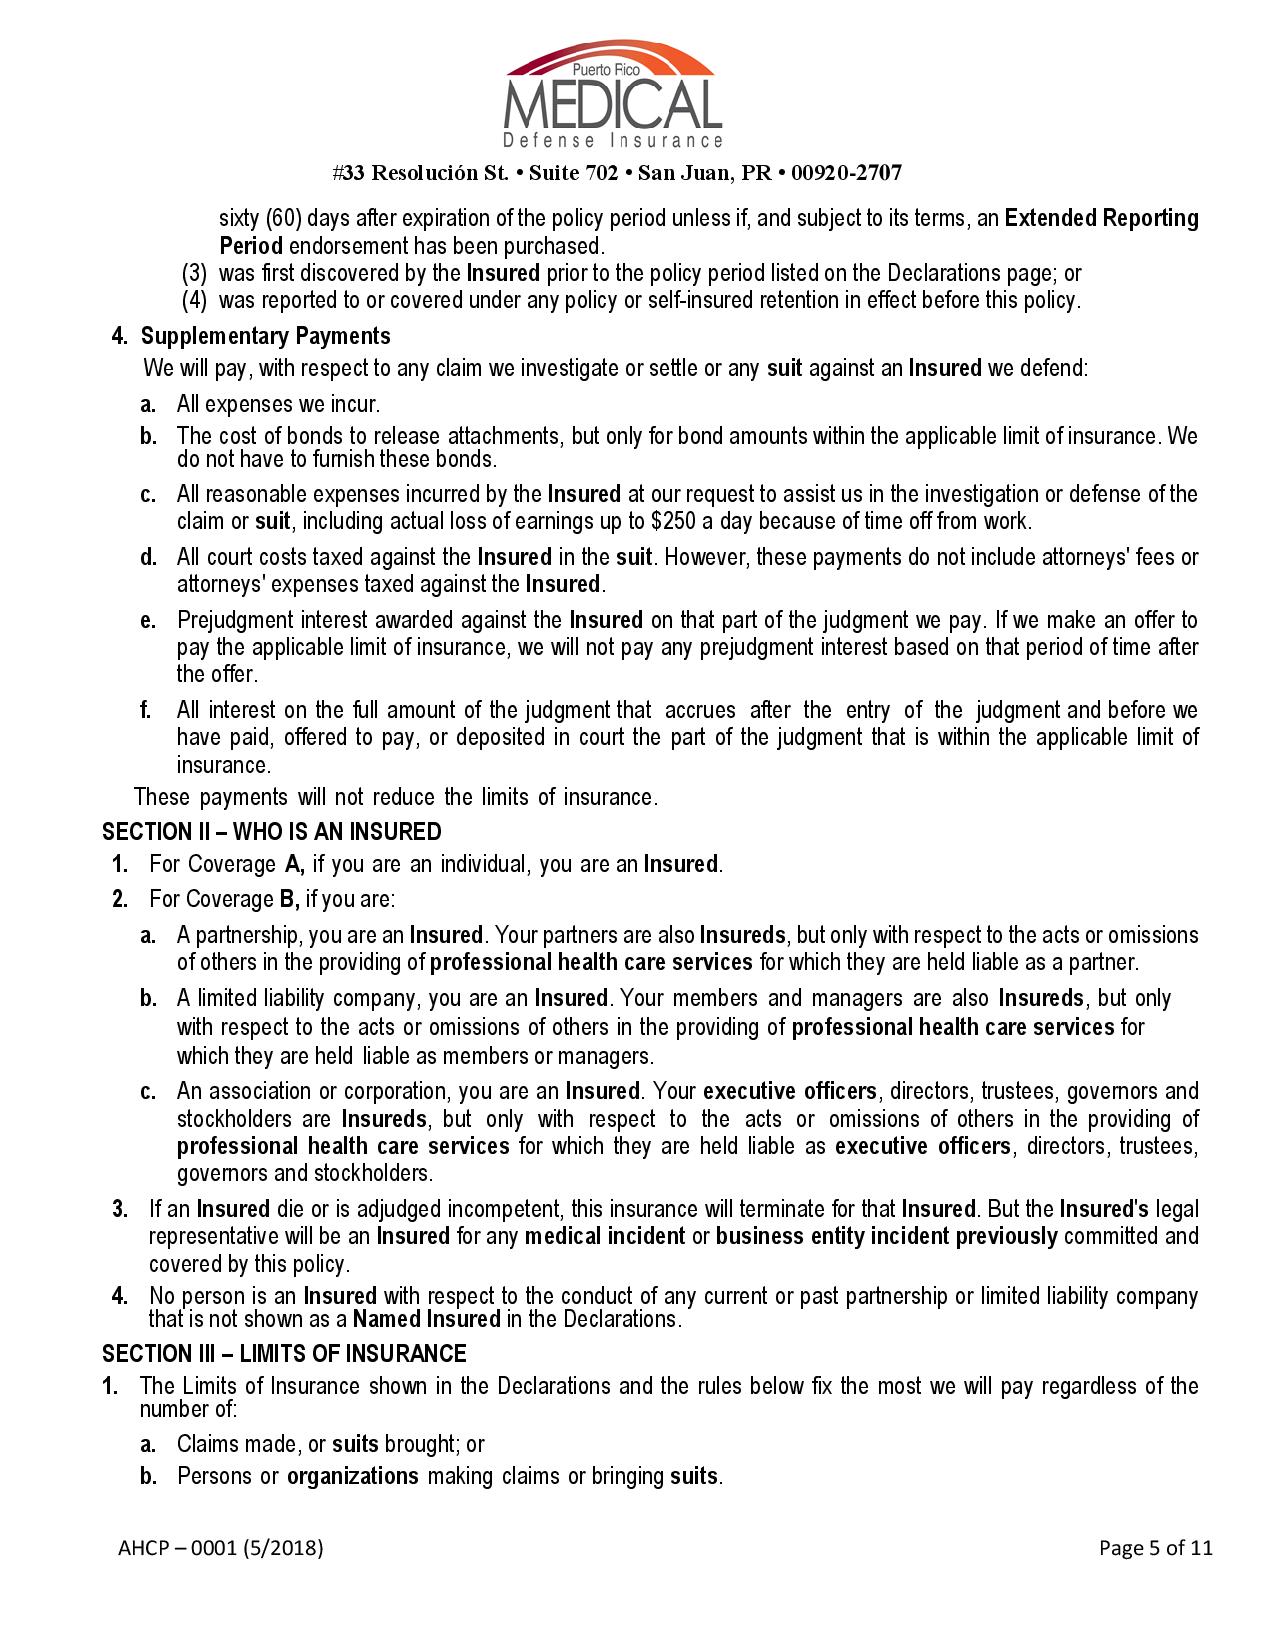 Puerto Rico
MEDICAL
Defense Insurance
#33 Resolución St. • Suite 702 • San Juan, PR • 00920-2707
sixty (60) days after expiration of the policy period unless if, and subject to its terms, an Extended Reporting
Period endorsement has been purchased.
(3) was first discovered by the Insured prior to the policy period listed on the Declarations page; or
(4) was reported to or covered under any policy or self-insured retention in effect before this policy.
4. Supplementary Payments
We will pay, with respect to any claim we investigate or settle or any suit against an Insured we defend:
a. All expenses we incur.
b. The cost of bonds to release attachments, but only for bond amounts within the applicable limit of insurance. We
do not have to furnish these bonds.
c. All reasonable expenses incurred by the Insured at our request to assist us in the investigation or defense of the
claim or suit, including actual loss of earnings up to $250 a day because of time off from work.
d. All court costs taxed against the Insured in the suit. However, these payments do not include attorneys' fees or
attorneys' expenses taxed against the Insured.
e. Prejudgment interest awarded against the Insured on that part of the judgment we pay. If we make an offer to
pay the applicable limit of insurance, we will not pay any prejudgment interest based on that period of time after
the offer.
f. All interest on the full amount of the judgment that accrues after the entry of the judgment and before we
have paid, offered to pay, or deposited in court the part of the judgment that is within the applicable limit of
insurance.
These payments will not reduce the limits of insurance.
SECTION II – WHO IS AN INSURED
1. For Coverage A, if you are an individual, you are an Insured.
2. For Coverage B, if you are:
a. A partnership, you are an Insured. Your partners are also Insureds, but only with respect to the acts or omissions
of others in the providing of professional health care services for which they are held liable as a partner.
b. A limited liability company, you are an Insured. Your members and managers are also Insureds, but only
with respect to the acts or omissions of others in the providing of professional health care services for
which they are held liable as members or managers.
c. An association or corporation, you are an Insured. Your executive officers, directors, trustees, governors and
stockholders are Insureds, but only with respect to the acts or omissions of others in the providing of
professional health care services for which they are held liable as executive officers, directors, trustees,
governors and stockholders.
3. If an Insured die or is adjudged incompetent, this insurance will terminate for that Insured. But the Insured's legal
representative will be an Insured for any medical incident or business entity incident previously committed and
covered by this policy.
4. No person is an Insured with respect to the conduct of any current or past partnership or limited liability company
that is not shown as a Named Insured in the Declarations.
SECTION III – LIMITS OF INSURANCE
1. The Limits of Insurance shown in the Declarations and the rules below fix the most we will pay regardless of the
number of:
a. Claims made, or suits brought; or
b. Persons or organizations making claims or bringing suits.
AHCP – 0001 (5/2018) Page 5 of 11